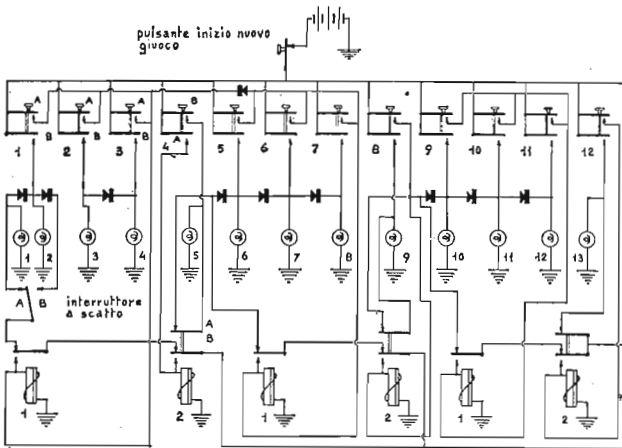 pulsante inizio nuovo
giuoco
A A A B
1 B 2 B 3 B 4 A 5 6 7 8 9 10 11 12
1 2 3 4 5 6 7 8 9 10 11 12 13
A B
interruttore
a scatto
A
B
1 2 1 2 1 2